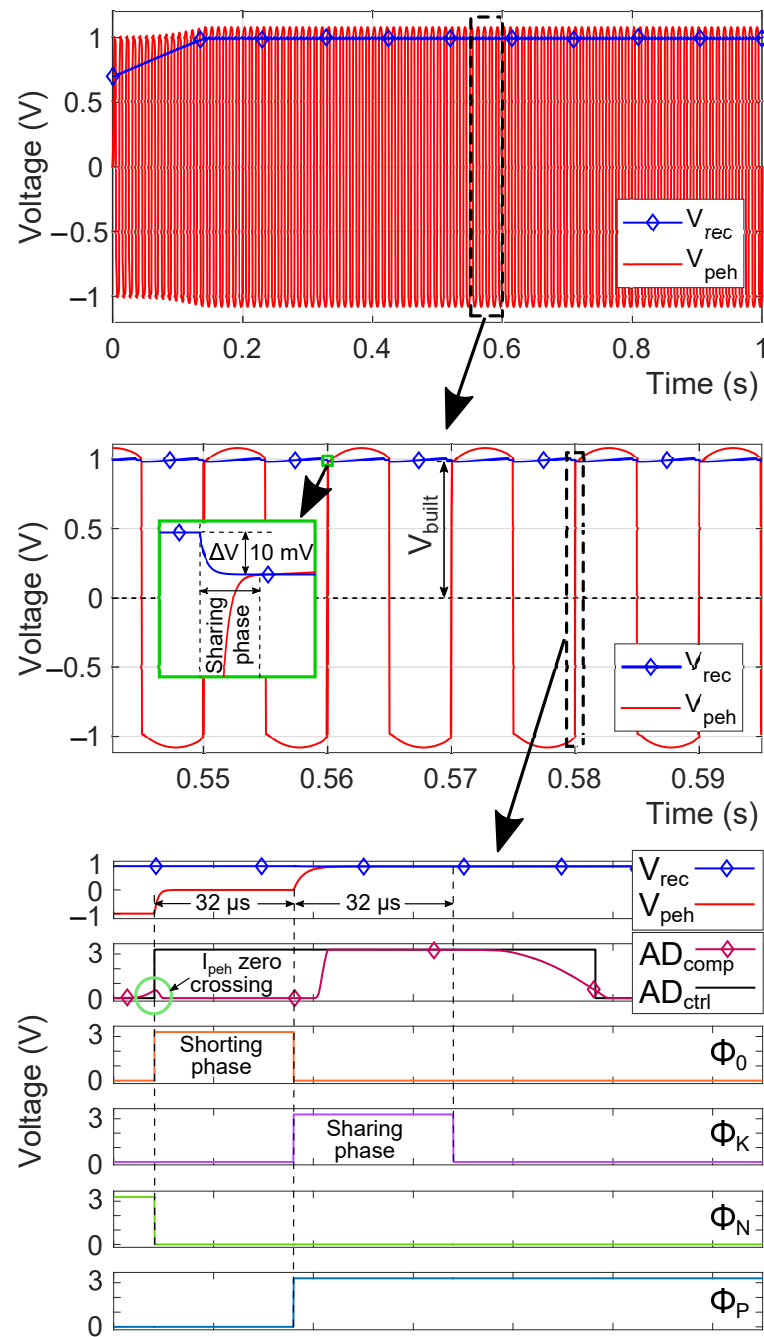 Voltage (V)
1
0.5
0
−0.5
−1
V_rec
V_peh
0 0.2 0.4 0.6 0.8 1
Time (s)
Voltage (V)
1
0.5
0
−0.5
−1
ΔV 10 mV
Sharing
phase
V_built
V_rec
V_peh
0.55 0.56 0.57 0.58 0.59
Time (s)
Voltage (V)
1
0
−1
32 µs 32 µs
V_rec
V_peh
3
0
I_peh zero
crossing
AD_comp
AD_ctrl
3
0
Shorting
phase
Φ_0
3
0
Sharing
phase
Φ_K
3
0
Φ_N
3
0
Φ_P